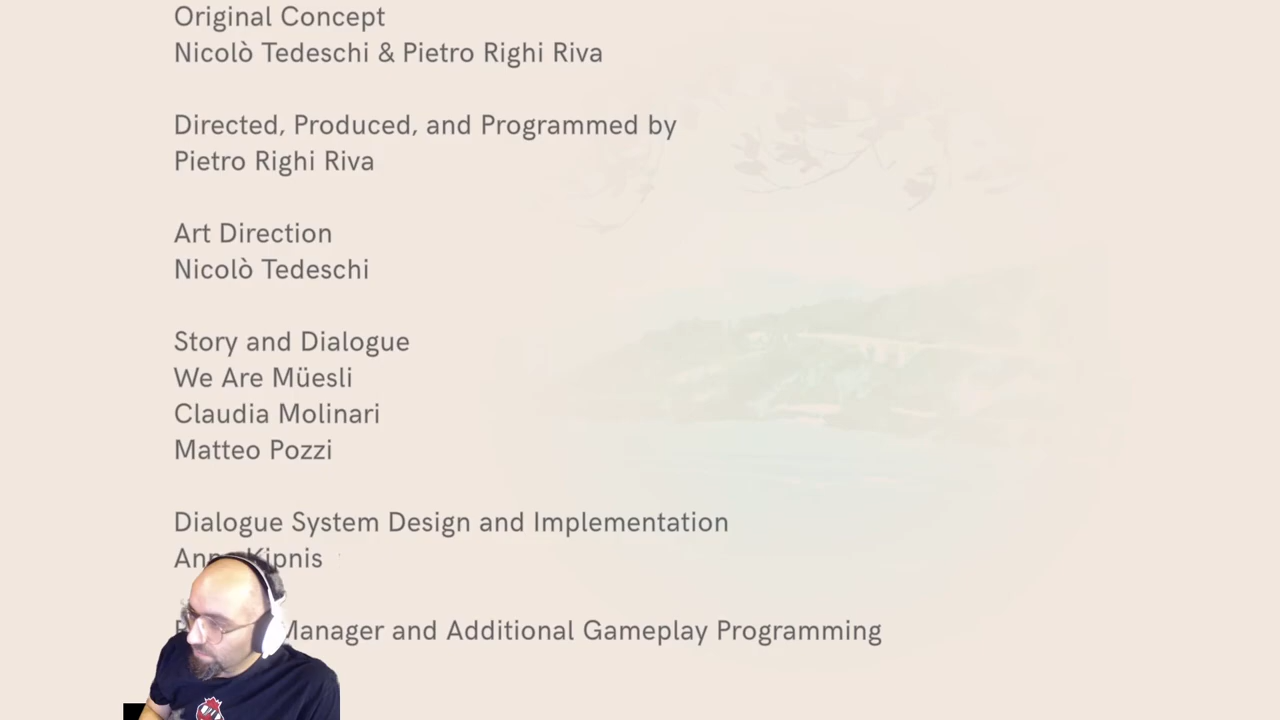 Original Concept
Nicolò Tedeschi & Pietro Righi Riva
Directed, Produced, and Programmed by
Pietro Righi Riva
Art Direction
Nicolò Tedeschi
Story and Dialogue
We Are Müesli
Claudia Molinari
Matteo Pozzi
Dialogue System Design and Implementation
Kipnis
Manager and Additional Gameplay Programming